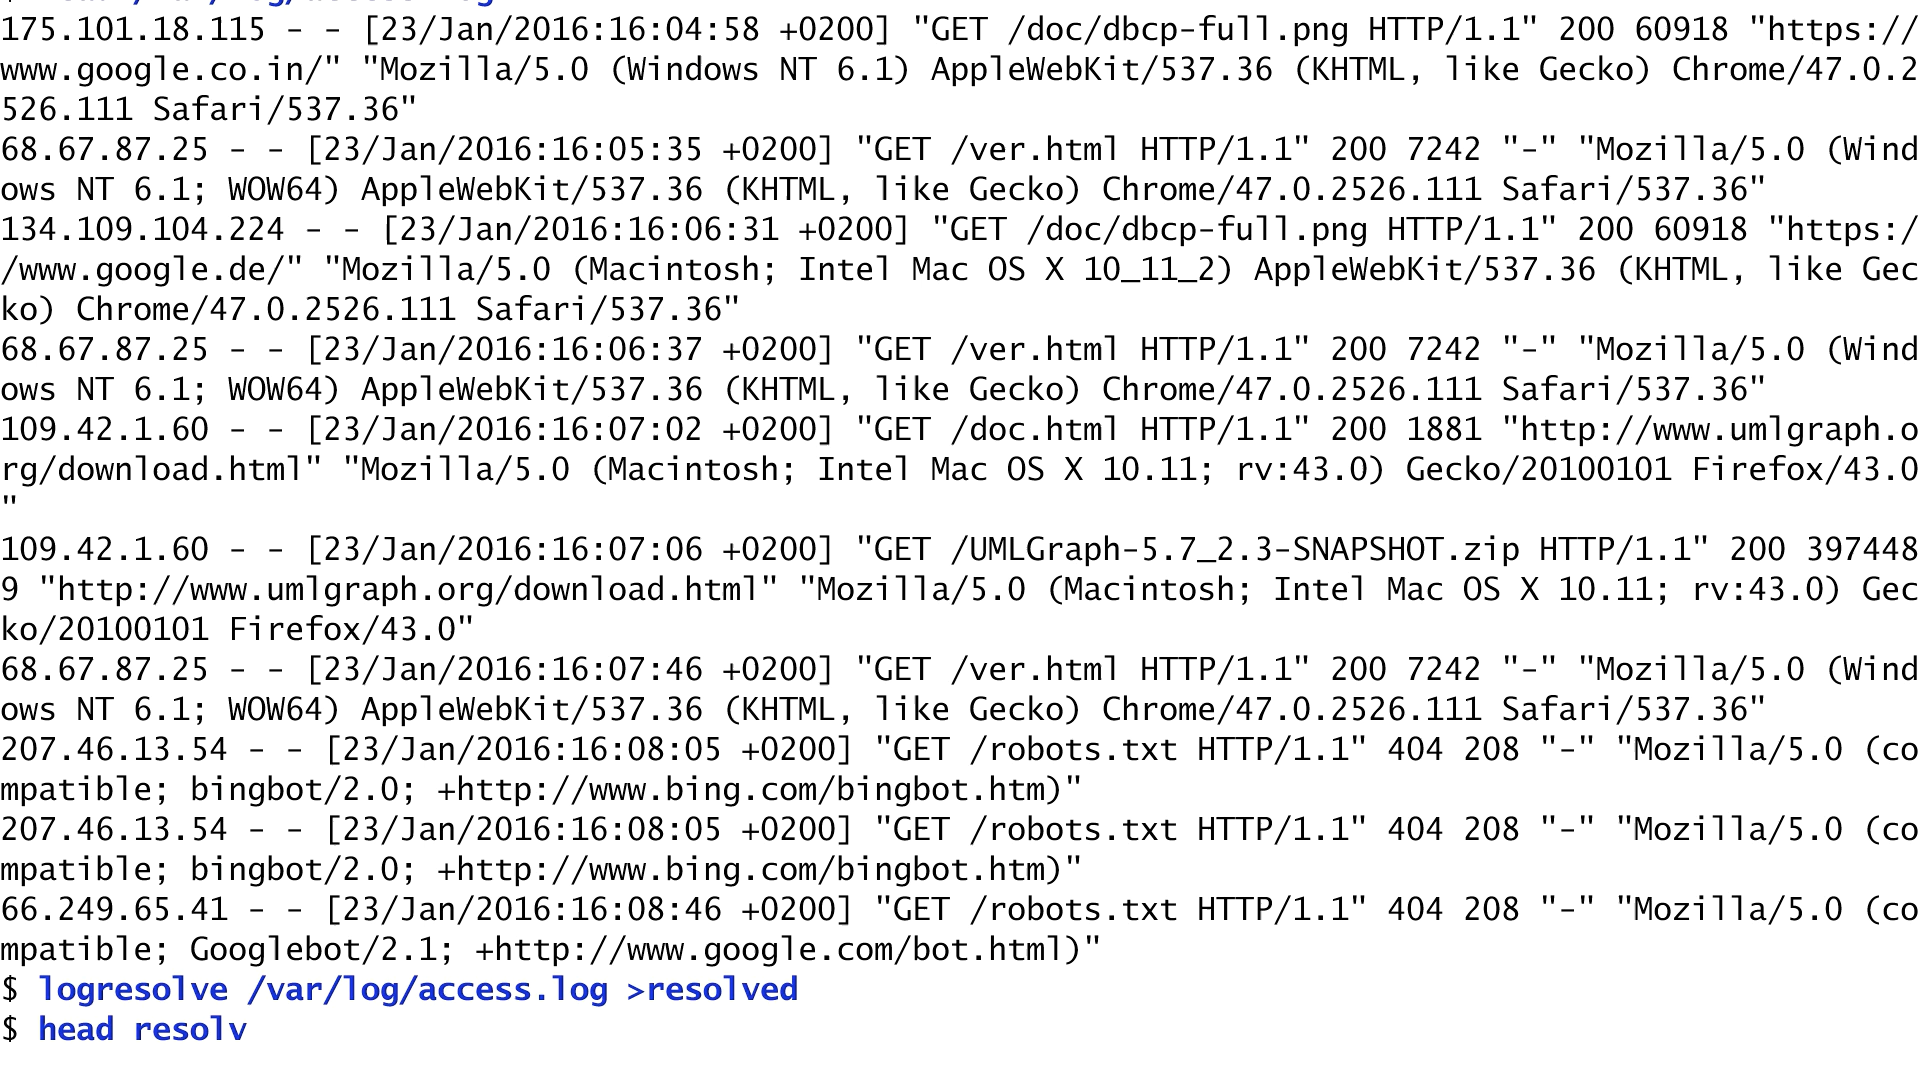 175.101.18.115 - - [23/Jan/2016:16:04:58 +0200] "GET /doc/dbcp-full.png HTTP/1.1" 200 60918 "https://
www.google.co.in/" "Mozilla/5.0 (Windows NT 6.1) AppleWebKit/537.36 (KHTML, like Gecko) Chrome/47.0.2
526.111 Safari/537.36"
68.67.87.25 - - [23/Jan/2016:16:05:35 +0200] "GET /ver.html HTTP/1.1" 200 7242 "-" "Mozilla/5.0 (Wind
ows NT 6.1; WOW64) AppleWebKit/537.36 (KHTML, like Gecko) Chrome/47.0.2526.111 Safari/537.36"
134.109.104.224 - - [23/Jan/2016:16:06:31 +0200] "GET /doc/dbcp-full.png HTTP/1.1" 200 60918 "https:/
/www.google.de/" "Mozilla/5.0 (Macintosh; Intel Mac OS X 10_11_2) AppleWebKit/537.36 (KHTML, like Gec
ko) Chrome/47.0.2526.111 Safari/537.36"
68.67.87.25 - - [23/Jan/2016:16:06:37 +0200] "GET /ver.html HTTP/1.1" 200 7242 "-" "Mozilla/5.0 (Wind
ows NT 6.1; WOW64) AppleWebKit/537.36 (KHTML, like Gecko) Chrome/47.0.2526.111 Safari/537.36"
109.42.1.60 - - [23/Jan/2016:16:07:02 +0200] "GET /doc.html HTTP/1.1" 200 1881 "http://www.umlgraph.o
rg/download.html" "Mozilla/5.0 (Macintosh; Intel Mac OS X 10.11; rv:43.0) Gecko/20100101 Firefox/43.0
"
109.42.1.60 - - [23/Jan/2016:16:07:06 +0200] "GET /UMLGraph-5.7_2.3-SNAPSHOT.zip HTTP/1.1" 200 397448
9 "http://www.umlgraph.org/download.html" "Mozilla/5.0 (Macintosh; Intel Mac OS X 10.11; rv:43.0) Gec
ko/20100101 Firefox/43.0"
68.67.87.25 - - [23/Jan/2016:16:07:46 +0200] "GET /ver.html HTTP/1.1" 200 7242 "-" "Mozilla/5.0 (Wind
ows NT 6.1; WOW64) AppleWebKit/537.36 (KHTML, like Gecko) Chrome/47.0.2526.111 Safari/537.36"
207.46.13.54 - - [23/Jan/2016:16:08:05 +0200] "GET /robots.txt HTTP/1.1" 404 208 "-" "Mozilla/5.0 (co
mpatible; bingbot/2.0; +http://www.bing.com/bingbot.htm)"
207.46.13.54 - - [23/Jan/2016:16:08:05 +0200] "GET /robots.txt HTTP/1.1" 404 208 "-" "Mozilla/5.0 (co
mpatible; bingbot/2.0; +http://www.bing.com/bingbot.htm)"
66.249.65.41 - - [23/Jan/2016:16:08:46 +0200] "GET /robots.txt HTTP/1.1" 404 208 "-" "Mozilla/5.0 (co
mpatible; Googlebot/2.1; +http://www.google.com/bot.html)"
$ logresolve /var/log/access.log >resolved
$ head resolv